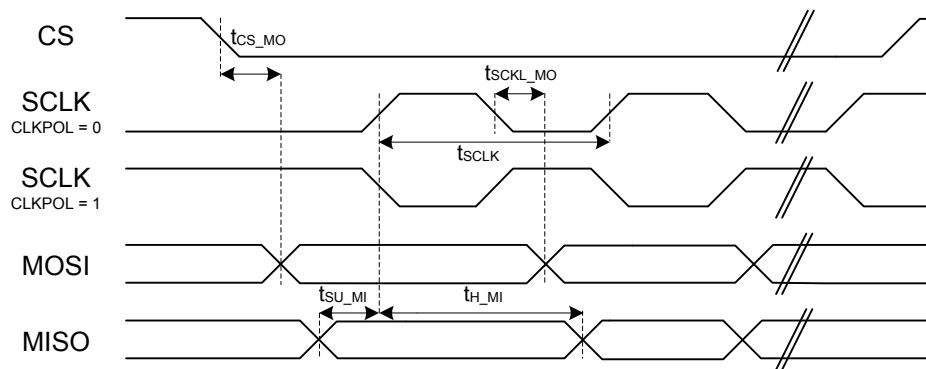 CS
tCS_MO
tSCKL_MO
SCLK
CLKPOL = 0
tSCLK
SCLK
CLKPOL = 1
MOSI
tSU_MI
tH_MI
MISO